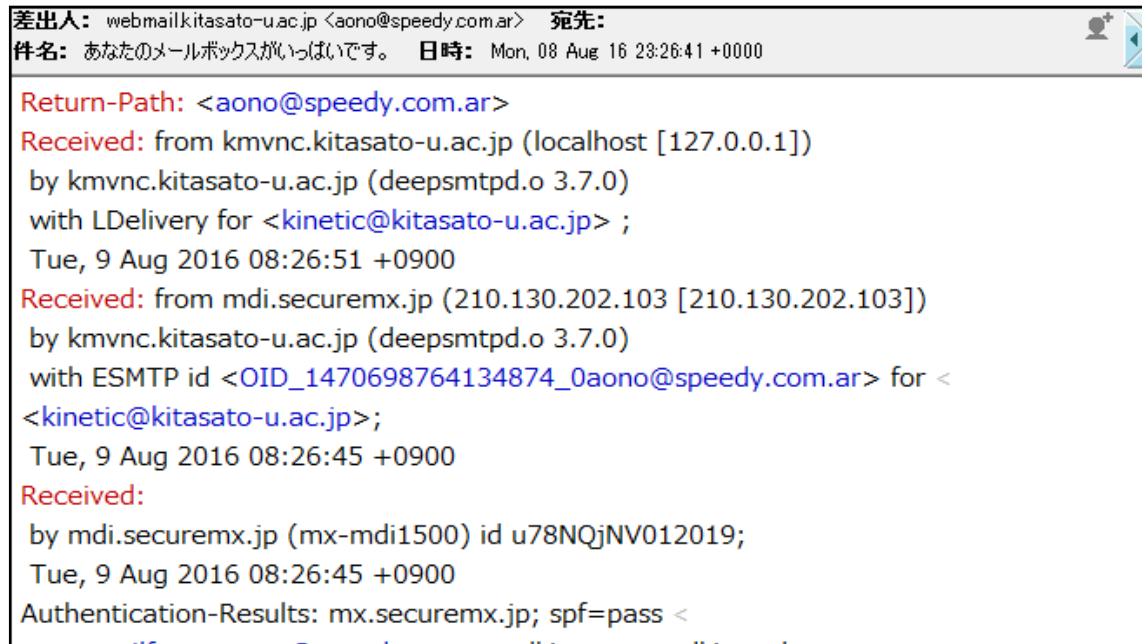 差出人: webmail.kitasato-u.ac.jp <aono@speedy.com.ar> 宛先:
件名: あなたのメールボックスがいっぱいです。 日時: Mon, 08 Aug 16 23:26:41 +0000
Return-Path: <aono@speedy.com.ar>
Received: from kmvnc.kitasato-u.ac.jp (localhost [127.0.0.1])
by kmvnc.kitasato-u.ac.jp (deepsmtpd.o 3.7.0)
with LDelivery for <kinetic@kitasato-u.ac.jp> ;
Tue, 9 Aug 2016 08:26:51 +0900
Received: from mdi.securemx.jp (210.130.202.103 [210.130.202.103])
by kmvnc.kitasato-u.ac.jp (deepsmtpd.o 3.7.0)
with ESMTP id <OID_1470698764134874_0aono@speedy.com.ar> for <
<kinetic@kitasato-u.ac.jp>;
Tue, 9 Aug 2016 08:26:45 +0900
Received:
by mdi.securemx.jp (mx-mdi1500) id u78NQjNV012019;
Tue, 9 Aug 2016 08:26:45 +0900
Authentication-Results: mx.securemx.jp; spf=pass <